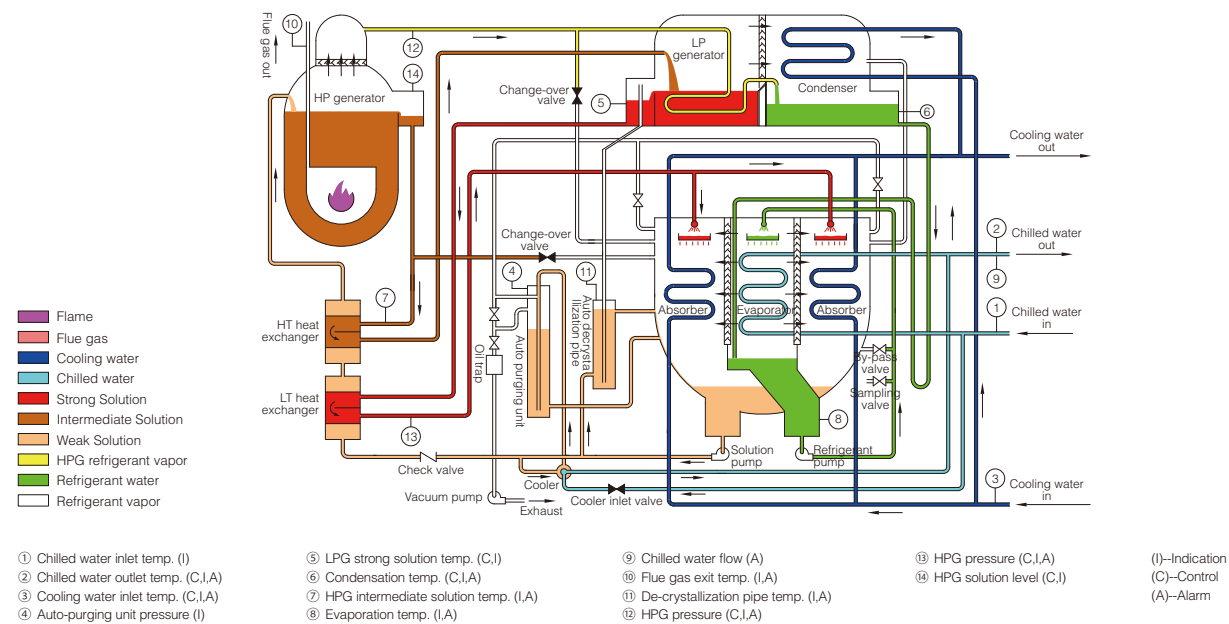 Flue gas out
10
12
14
HP generator
LP
generator
Condenser
Change-over
valve
5
6
Cooling water
out
Change-over
valve
4
11
2
Chilled water
out
9
7
Auto decrysta
llization pipe
Absorber
Evaporator
Absorber
1
Chilled water
in
HT heat
exchanger
Oil trap
Auto purging unit
By-pass
valve
Sampling
valve
LT heat
exchanger
13
8
Check valve
Solution
pump
Refrigerant
pump
Cooler
Vacuum pump
Exhaust
Cooler inlet valve
3
Cooling water
in
Flame
Flue gas
Cooling water
Chilled water
Strong Solution
Intermediate Solution
Weak Solution
HPG refrigerant vapor
Refrigerant water
Refrigerant vapor
① Chilled water inlet temp. (I)
② Chilled water outlet temp. (C,I,A)
③ Cooling water inlet temp. (C,I,A)
④ Auto-purging unit pressure (I)
⑤ LPG strong solution temp. (C,I)
⑥ Condensation temp. (C,I,A)
⑦ HPG intermediate solution temp. (I,A)
⑧ Evaporation temp. (I,A)
⑨ Chilled water flow (A)
⑩ Flue gas exit temp. (I,A)
⑪ De-crystallization pipe temp. (I,A)
⑫ HPG pressure (C,I,A)
⑬ HPG pressure (C,I,A)
⑭ HPG solution level (C,I)
(I)--Indication
(C)--Control
(A)--Alarm